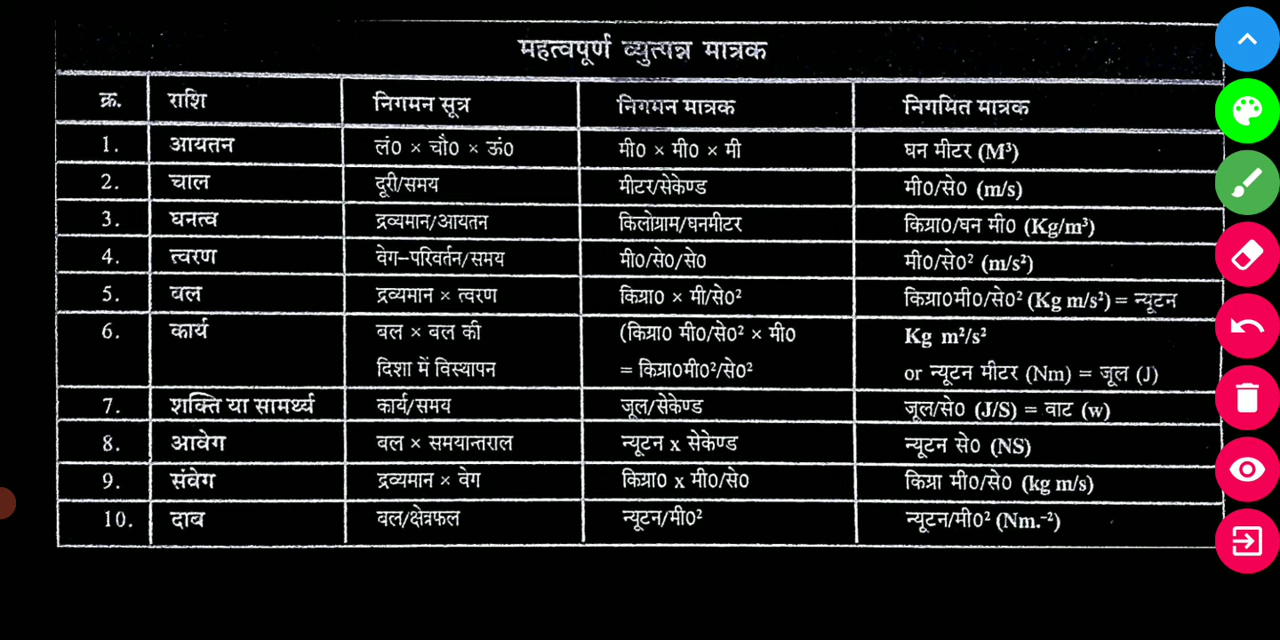 महत्वपूर्ण व्युत्पन्न मात्रक
क्र. राशि निगमन सूत्र निगमन मात्रक निगमित मात्रक
1. आयतन लं0 × चौ0 × ऊं0 मी0 × मी0 × मी घन मीटर (M³)
2. चाल दूरी/समय मीटर/सेकेण्ड मी0/से0 (m/s)
3. घनत्व द्रव्यमान/आयतन किलोग्राम/घनमीटर किग्रा0/घन मी0 (Kg/m³)
4. त्वरण वेग-परिवर्तन/समय मी0/से0/से0 मी0/से0² (m/s²)
5. बल द्रव्यमान × त्वरण किग्रा0 × मी/से0² किग्रा0मी0/से0² (Kg m/s²) = न्यूटन
6. कार्य बल × बल की (किग्रा0 मी0/से0² × मी0 Kg m²/s²
दिशा में विस्थापन = किग्रा0मी0²/से0² or न्यूटन मीटर (Nm) = जूल (J)
7. शक्ति या सामर्थ्य कार्य/समय जूल/सेकेण्ड जूल/से0 (J/S) = वाट (w)
8. आवेग बल × समयान्तराल न्यूटन x सेकेण्ड न्यूटन से0 (NS)
9. संवेग द्रव्यमान × वेग किग्रा0 x मी0/से0 किग्रा मी0/से0 (kg m/s)
10. दाब बल/क्षेत्रफल न्यूटन/मी0² न्यूटन/मी0² (Nm.⁻²)